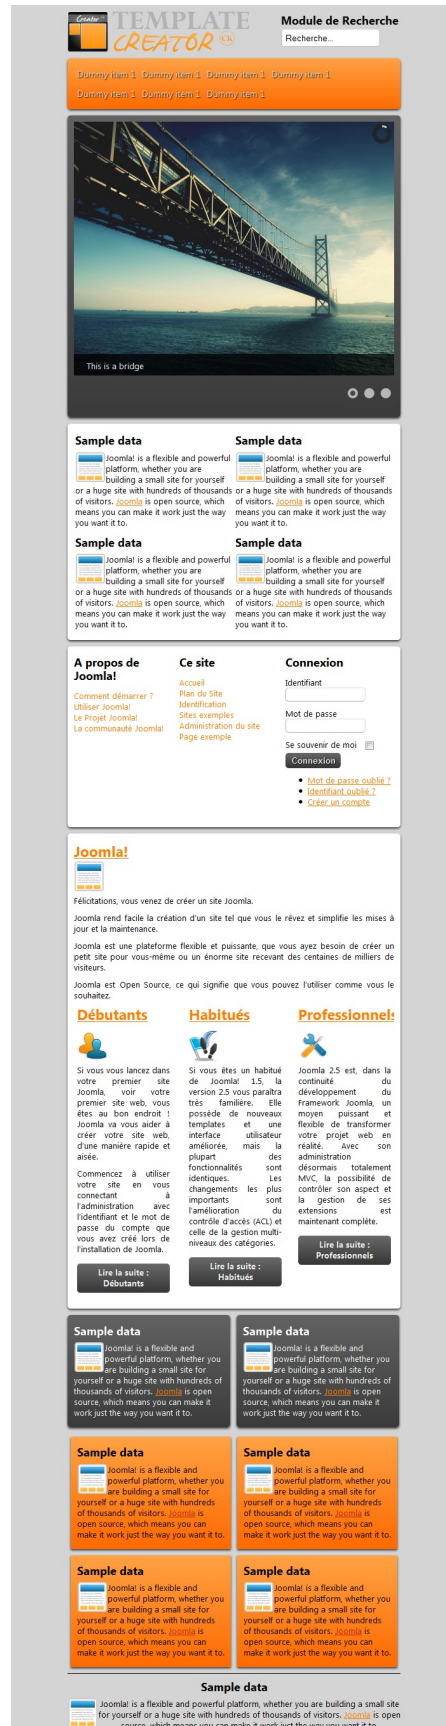 Creator
TEMPLATE
CREATOR CK
Module de Recherche
Recherche...
Dummy item 1 Dummy item 1 Dummy item 1 Dummy item 1
Dummy item 1 Dummy item 1 Dummy item 1
This is a bridge
Sample data
Joomla! is a flexible and powerful
platform, whether you are
building a small site for yourself
or a huge site with hundreds of thousands
of visitors. Joomla is open source, which
means you can make it work just the way
you want it to.
Sample data
Joomla! is a flexible and powerful
platform, whether you are
building a small site for yourself
or a huge site with hundreds of thousands
of visitors. Joomla is open source, which
means you can make it work just the way
you want it to.
Sample data
Joomla! is a flexible and powerful
platform, whether you are
building a small site for yourself
or a huge site with hundreds of thousands
of visitors. Joomla is open source, which
means you can make it work just the way
you want it to.
Sample data
Joomla! is a flexible and powerful
platform, whether you are
building a small site for yourself
or a huge site with hundreds of thousands
of visitors. Joomla is open source, which
means you can make it work just the way
you want it to.
A propos de
Joomla!
Comment démarrer ?
Utiliser Joomla!
Le Projet Joomla!
La communauté Joomla!
Ce site
Accueil
Plan du Site
Identification
Sites exemples
Administration du site
Page exemple
Connexion
Identifiant
Mot de passe
Se souvenir de moi
Connexion
Mot de passe oublié ?
Identifiant oublié ?
Créer un compte
Joomla!
Félicitations, vous venez de créer un site Joomla.
Joomla rend facile la création d'un site tel que vous le rêvez et simplifie les mises à
jour et la maintenance.
Joomla est une plateforme flexible et puissante, que vous ayez besoin de créer un
petit site pour vous-même ou un énorme site recevant des centaines de milliers de
visiteurs.
Joomla est Open Source, ce qui signifie que vous pouvez l'utiliser comme vous le
souhaitez.
Débutants
Si vous vous lancez dans
votre premier site
Joomla, voir votre
premier site web, vous
êtes au bon endroit !
Joomla va vous aider à
créer votre site web,
d'une manière rapide et
aisée.
Commencez à utiliser
votre site en vous
connectant à
l'administration avec
l'identifiant et le mot de
passe du compte que
vous avez créé lors de
l'installation de Joomla.
Lire la suite :
Débutants
Habitués
Si vous êtes un habitué
de Joomla! 1.5, la
version 2.5 vous paraîtra
très familière. Elle
possède de nouveaux
templates et une
interface utilisateur
améliorée, mais la
plupart des
fonctionnalités sont
identiques. Les
changements les plus
importants sont
l'amélioration du
contrôle d'accès (ACL) et
celle de la gestion multi-
niveaux des catégories.
Lire la suite :
Habitués
Professionnels
Joomla 2.5 est, dans la
continuité du
développement du
Framework Joomla, un
moyen puissant et
flexible de transformer
votre projet web en
réalité. Avec son
administration
désormais totalement
MVC, la possibilité de
contrôler son aspect et
la gestion de ses
extensions est
maintenant complète.
Lire la suite :
Professionnels
Sample data
Joomla! is a flexible and
powerful platform, whether you
are building a small site for
yourself or a huge site with hundreds of
thousands of visitors. Joomla is open
source, which means you can make it
work just the way you want it to.
Sample data
Joomla! is a flexible and
powerful platform, whether you
are building a small site for
yourself or a huge site with hundreds of
thousands of visitors. Joomla is open
source, which means you can make it
work just the way you want it to.
Sample data
Joomla! is a flexible and
powerful platform, whether you
are building a small site for
yourself or a huge site with hundreds
of thousands of visitors. Joomla is
open source, which means you can
make it work just the way you want it to.
Sample data
Joomla! is a flexible and
powerful platform, whether you
are building a small site for
yourself or a huge site with hundreds
of thousands of visitors. Joomla is
open source, which means you can
make it work just the way you want it to.
Sample data
Joomla! is a flexible and
powerful platform, whether you
are building a small site for
yourself or a huge site with hundreds
of thousands of visitors. Joomla is
open source, which means you can
make it work just the way you want it to.
Sample data
Joomla! is a flexible and
powerful platform, whether you
are building a small site for
yourself or a huge site with hundreds
of thousands of visitors. Joomla is
open source, which means you can
make it work just the way you want it to.
Sample data
Joomla! is a flexible and powerful platform, whether you are building a small site
for yourself or a huge site with hundreds of thousands of visitors. Joomla is open
source, which means you can make it work just the way you want it to.